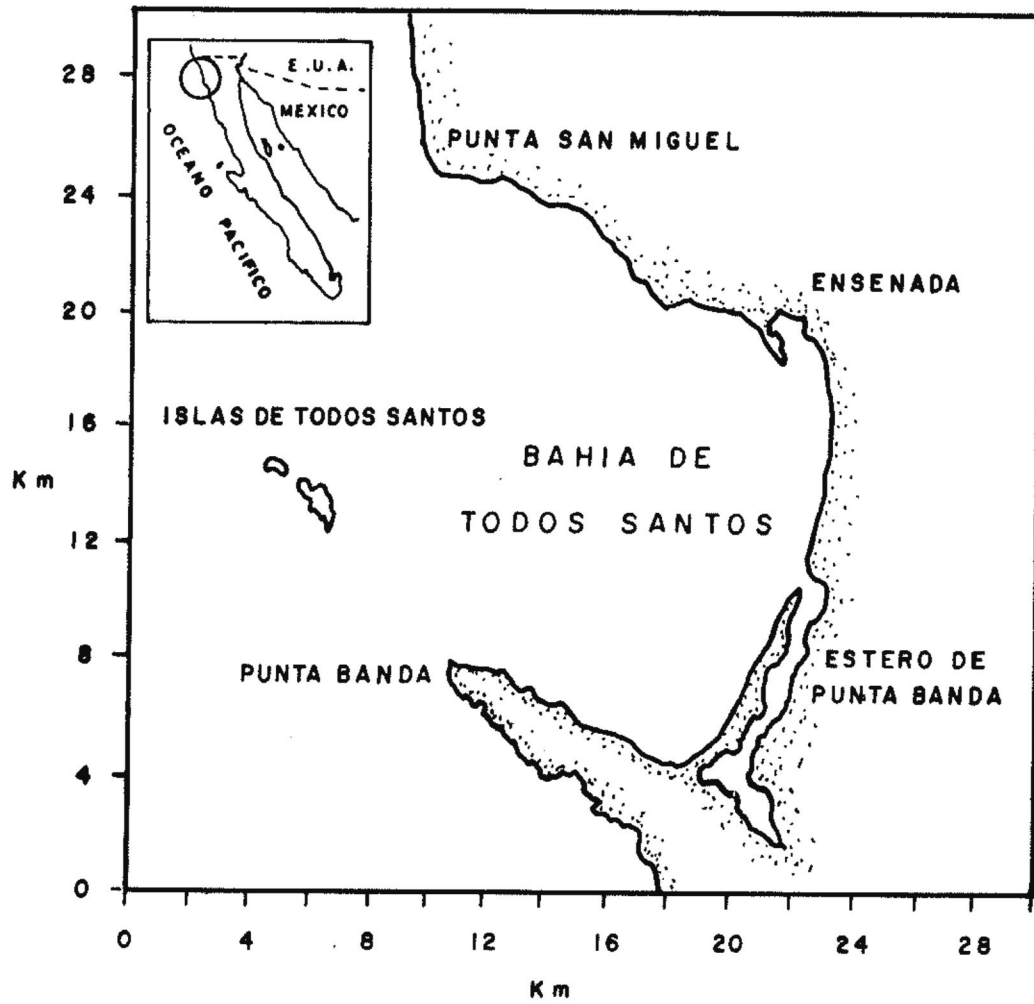 28
24
20
16
Km
12
8
4
0
E.U.A.
MEXICO
OCEANO PACIFICO
PUNTA SAN MIGUEL
ENSENADA
ISLAS DE TODOS SANTOS
BAHIA DE
TODOS SANTOS
PUNTA BANDA
ESTERO DE
PUNTA BANDA
0 4 8 12 16 20 24 28
Km